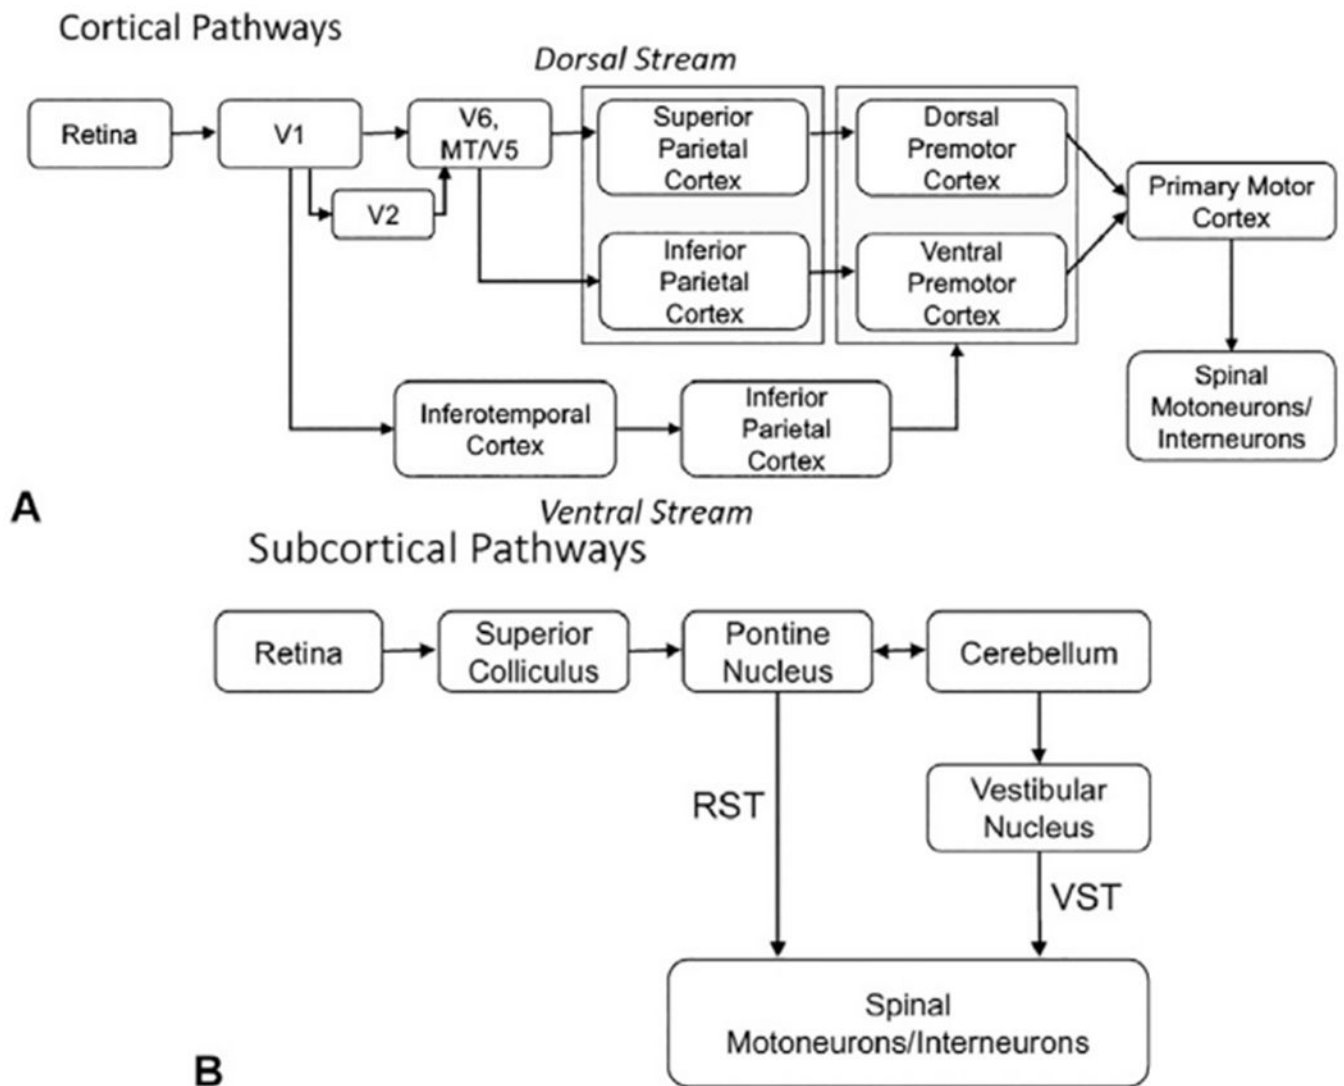 Cortical Pathways
Dorsal Stream
Retina
V1
V6,
MT/V5
V2
Superior
Parietal
Cortex
Dorsal
Premotor
Cortex
Primary Motor
Cortex
Inferior
Parietal
Cortex
Ventral
Premotor
Cortex
Spinal
Motoneurons/
Interneurons
Inferotemporal
Cortex
Inferior
Parietal
Cortex
A
Ventral Stream
Subcortical Pathways
Retina
Superior
Colliculus
Pontine
Nucleus
Cerebellum
RST
Vestibular
Nucleus
VST
Spinal
Motoneurons/Interneurons
B